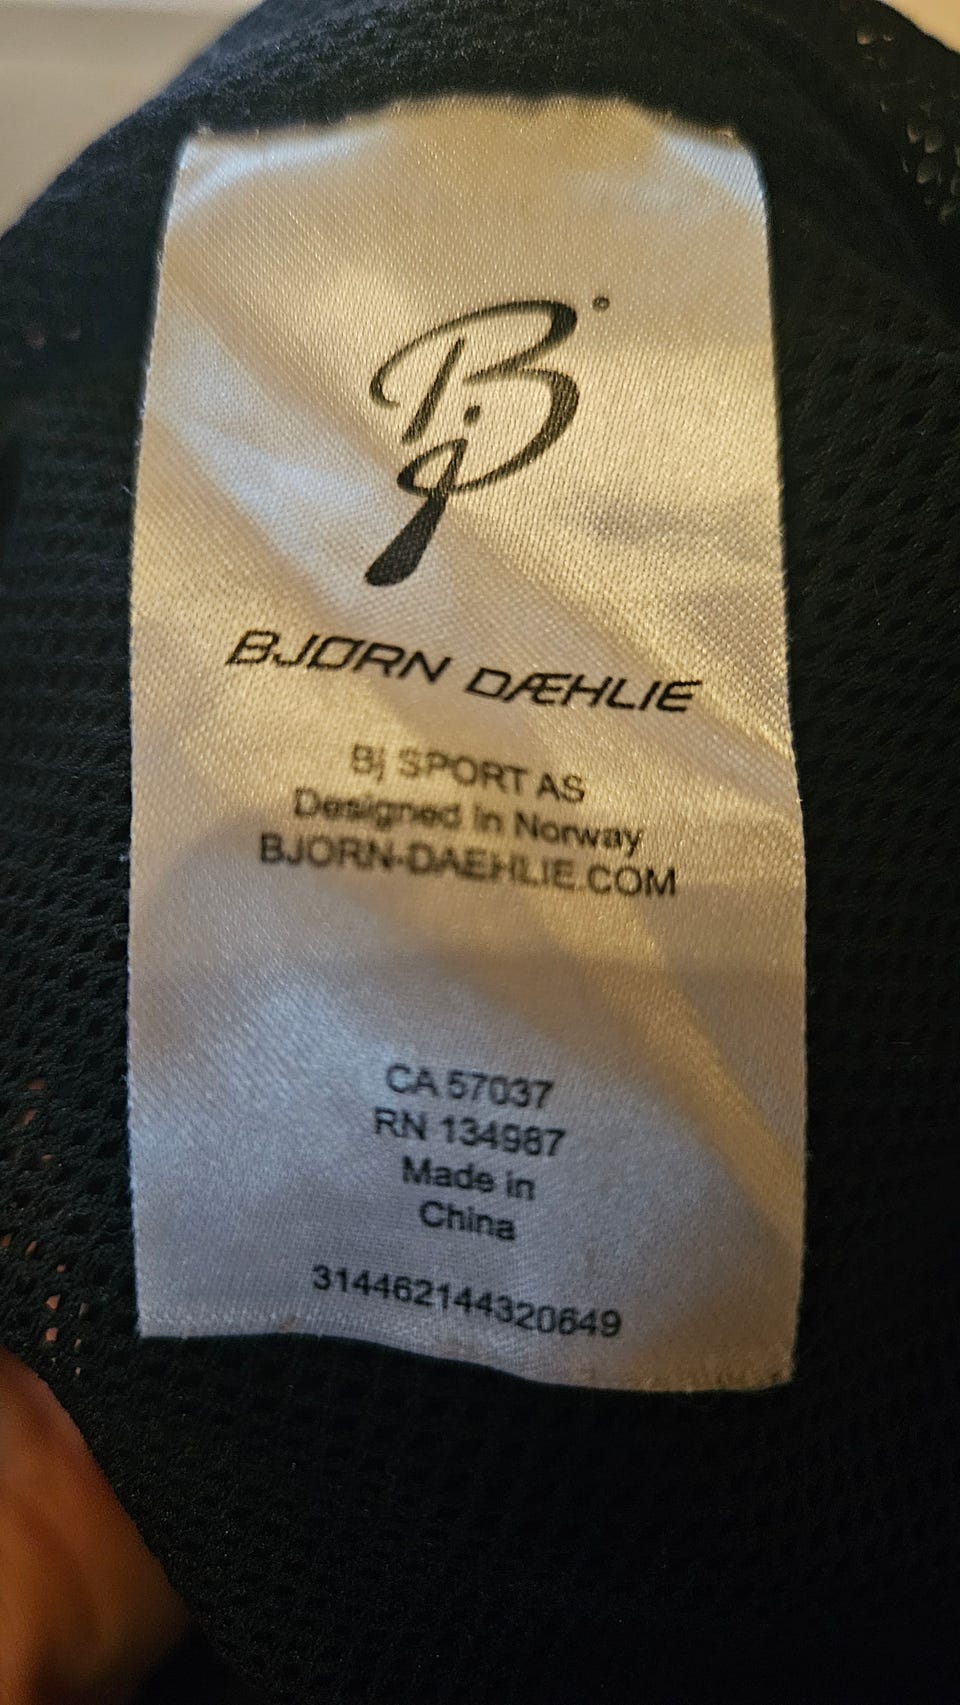 Bj
BJØRN DÆHLIE
Bj SPORT AS
Designed in Norway
BJORN-DAEHLIE.COM
CA 57037
RN 134987
Made in
China
314462144320649